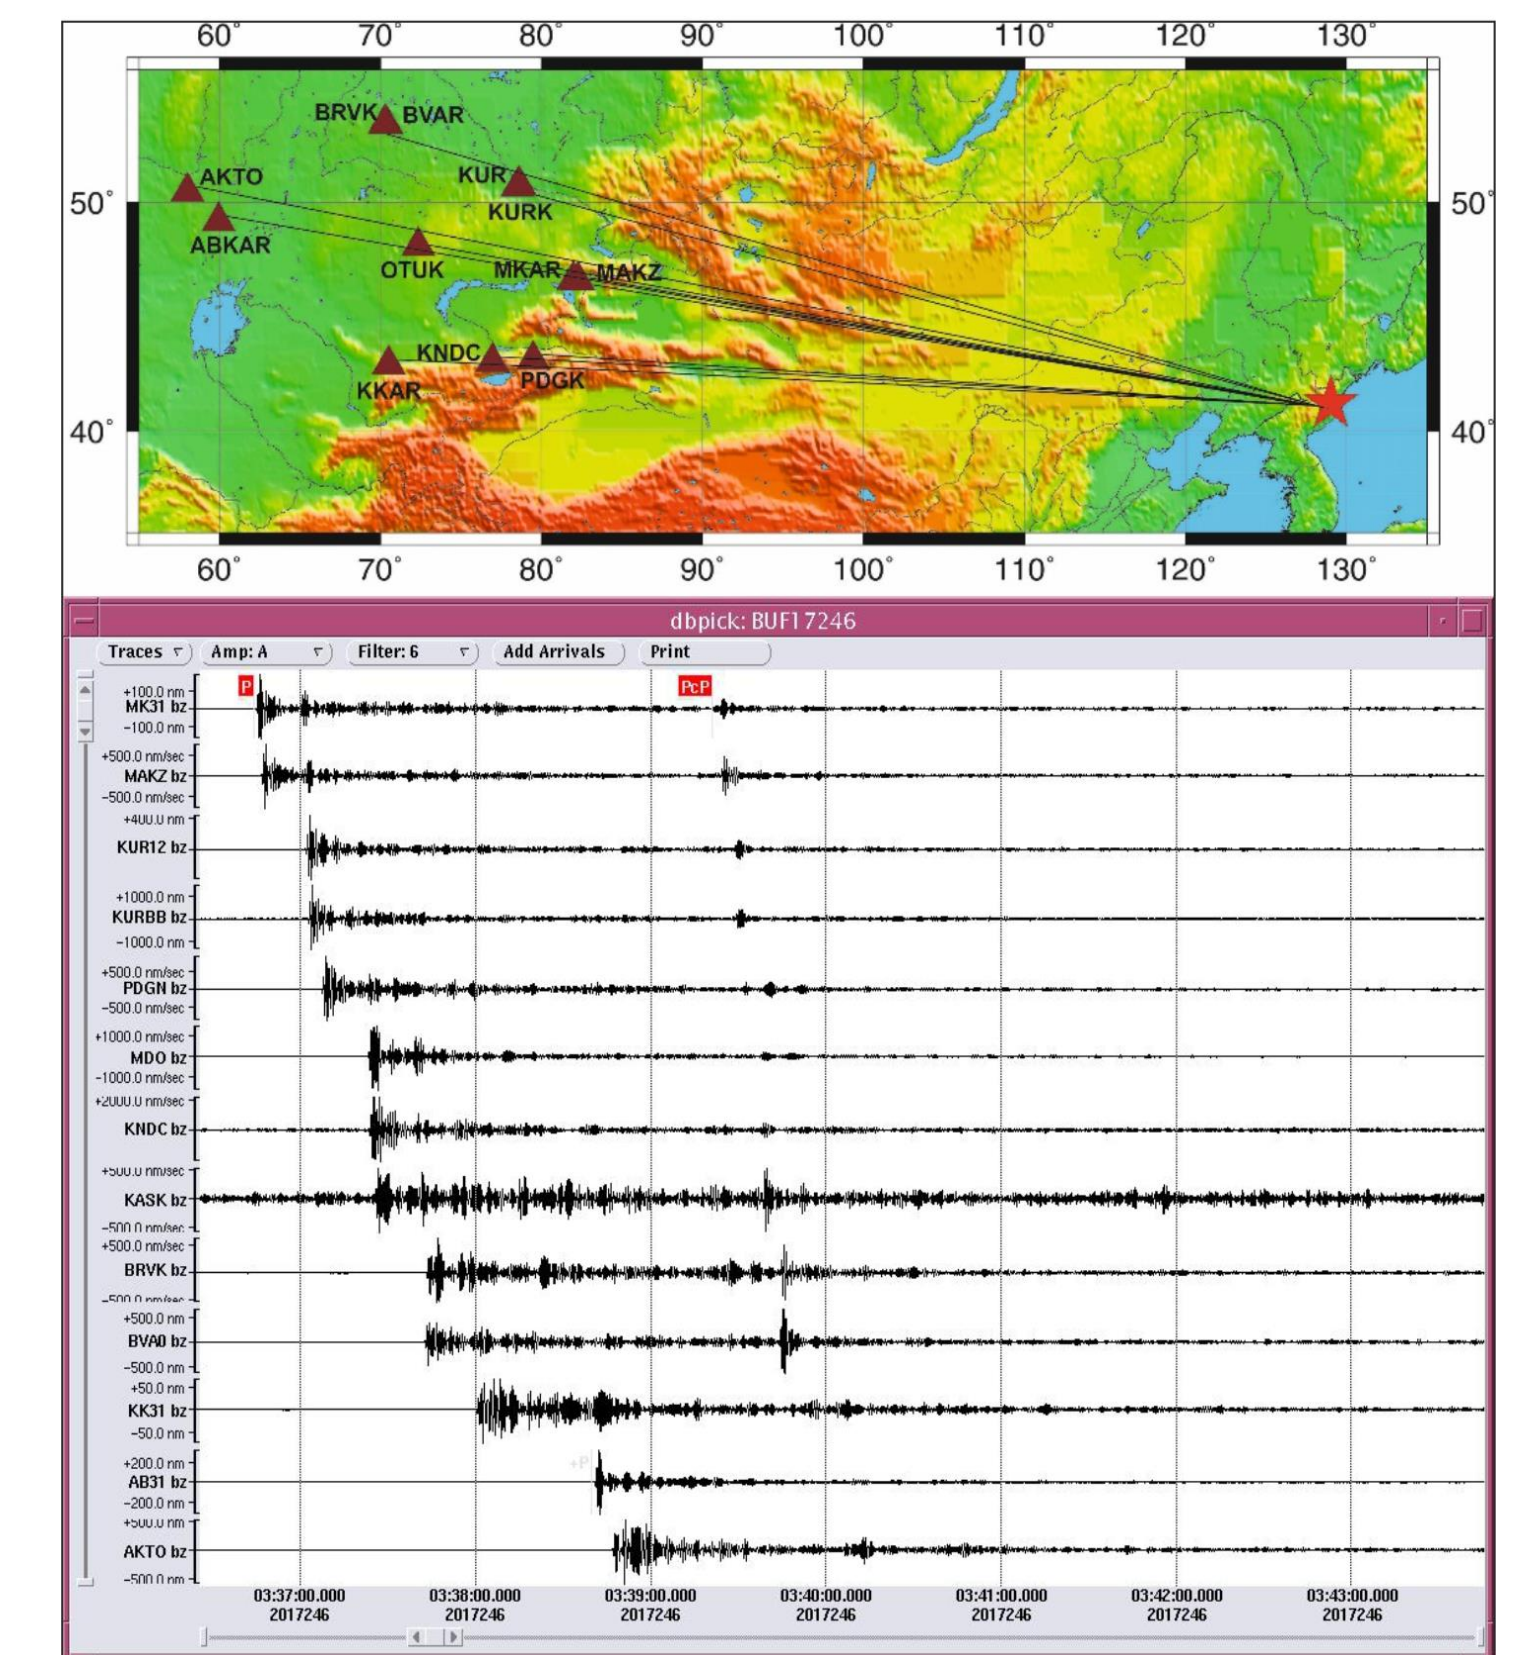 60° 70° 80° 90° 100° 110° 120° 130°
BRVK BVAR
AKTO KUR
50° 50°
KURK
ABKAR
OTUK MKAR MAKZ
KNDC
PDGK
KKAR
40° 40°
60° 70° 80° 90° 100° 110° 120° 130°
dbpick: BUF17246
Traces Amp: A Filter: 6 Add Arrivals Print
P PcP
+100.0 nm
MK31 bz
-100.0 nm
+500.0 nm/sec
MAKZ bz
-500.0 nm/sec
+400.0 nm
KUR12 bz
+1000.0 nm
KURBB bz
-1000.0 nm
+500.0 nm/sec
PDGN bz
-500.0 nm/sec
+1000.0 nm/sec
MDO bz
-1000.0 nm/sec
+2000.0 nm/sec
KNDC bz
+500.0 nm/sec
KASK bz
-500.0 nm/sec
+500.0 nm/sec
BRVK bz
-500.0 nm/sec
+500.0 nm
BVA0 bz
-500.0 nm
+50.0 nm
KK31 bz
-50.0 nm
+P
+200.0 nm
AB31 bz
-200.0 nm
+500.0 nm
AKTO bz
-500.0 nm
03:37:00.000 03:38:00.000 03:39:00.000 03:40:00.000 03:41:00.000 03:42:00.000 03:43:00.000
2017246 2017246 2017246 2017246 2017246 2017246 2017246